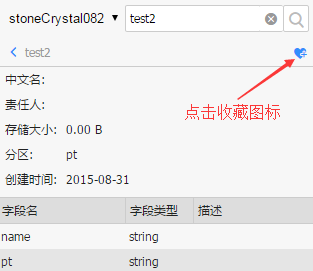 stoneCrystal082 test2
test2
中文名:
责任人:
点击收藏图标
存储大小: 0.00 B
分区: pt
创建时间: 2015-08-31
字段名 字段类型 描述
name string
pt string